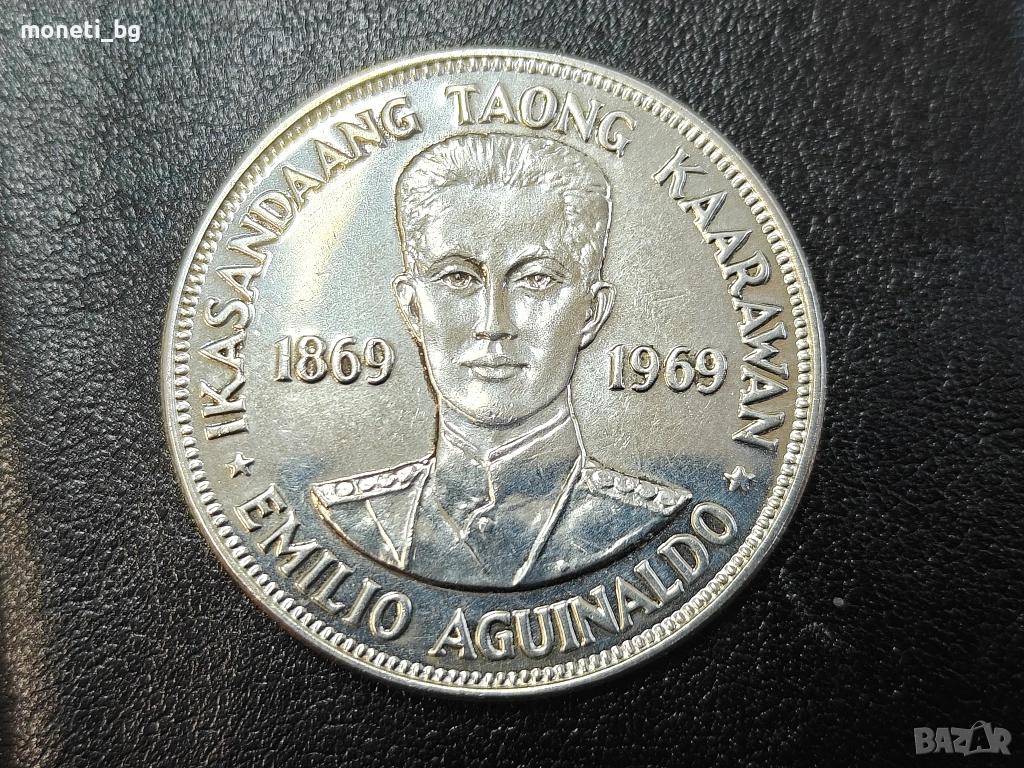 moneti_bg
IKASANDAANG TAONG KAARAWAN
1869 1969
EMILIO AGUINALDO
BAZAR